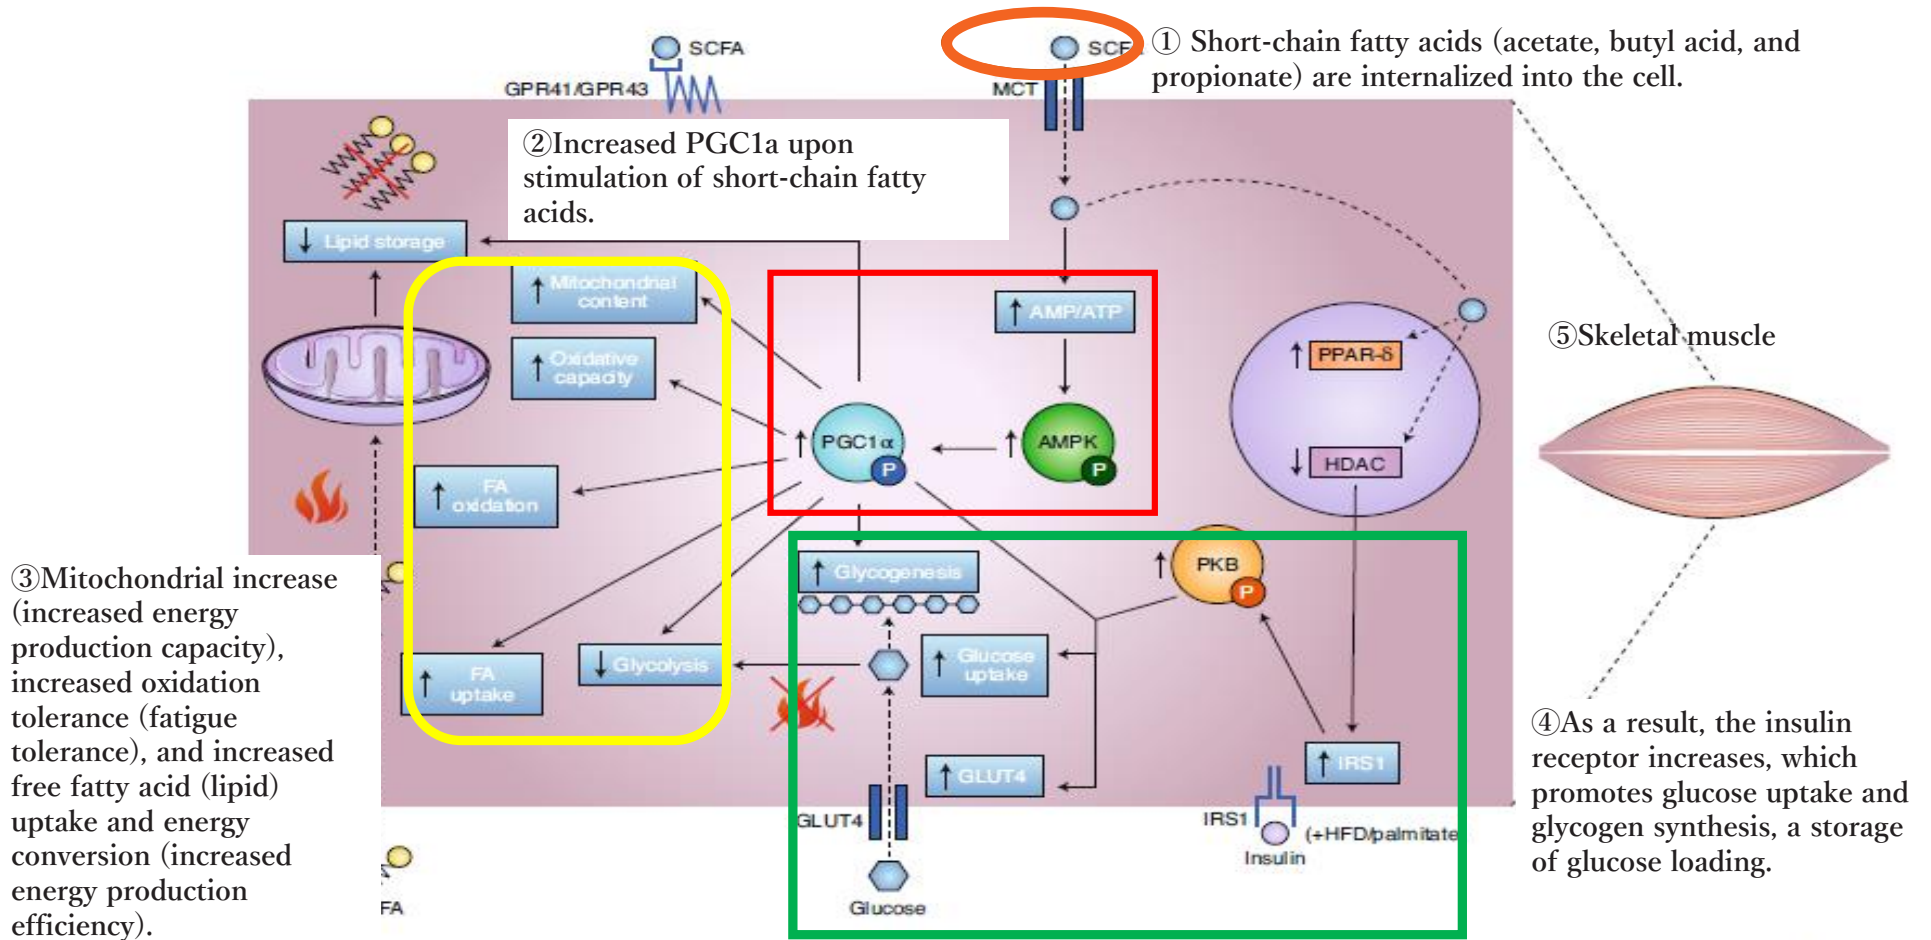 SCFA
GPR41/GPR43
SCF
MCT
① Short-chain fatty acids (acetate, butyl acid, and
propionate) are internalized into the cell.
②Increased PGC1a upon
stimulation of short-chain fatty
acids.
↓ Lipid storage
↑ Mitochondrial
content
↑ Oxidative
capacity
↑ FA
oxidation
↑ FA
uptake
↓ Glycolysis
↑ AMP/ATP
↑ PGC1α
P
↑ AMPK
P
↑ PPAR-δ
↓ HDAC
⑤Skeletal muscle
↑ Glycogenesis
↑ PKB
P
↑ Glucose
uptake
↑ GLUT4
↑ IRS1
GLUT4
Glucose
IRS1
(+HFD/palmitate
Insulin
③Mitochondrial increase
(increased energy
production capacity),
increased oxidation
tolerance (fatigue
tolerance), and increased
free fatty acid (lipid)
uptake and energy
conversion (increased
energy production
efficiency).
FA
④As a result, the insulin
receptor increases, which
promotes glucose uptake and
glycogen synthesis, a storage
of glucose loading.